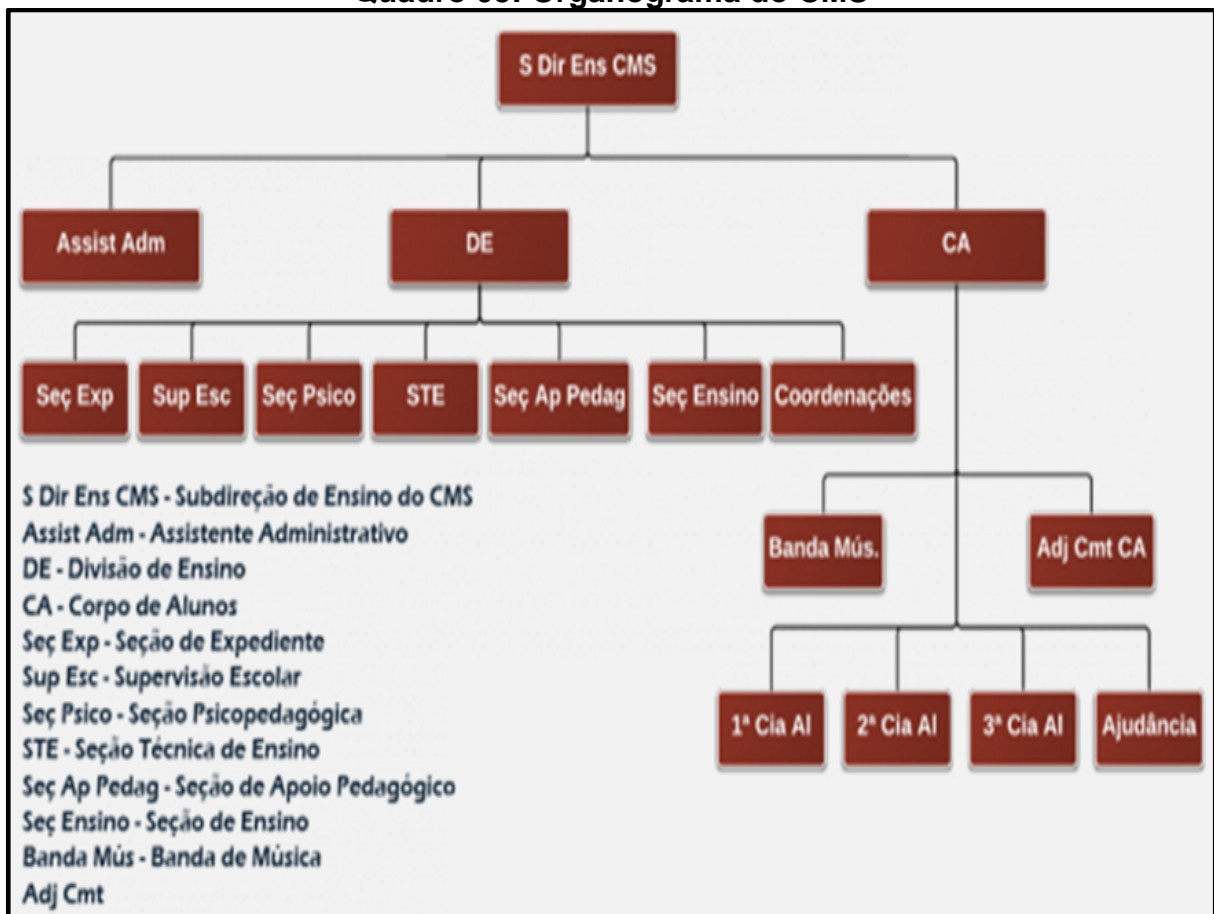 S Dir Ens CMS
Assist Adm
DE
CA
Seç Exp
Sup Esc
Seç Psico
STE
Seç Ap Pedag
Seç Ensino
Coordenações
Banda Mús.
Adj Cmt CA
1ª Cia Al
2ª Cia Al
3ª Cia Al
Ajudância
S Dir Ens CMS - Subdireção de Ensino do CMS
Assist Adm - Assistente Administrativo
DE - Divisão de Ensino
CA - Corpo de Alunos
Seç Exp - Seção de Expediente
Sup Esc - Supervisão Escolar
Seç Psico - Seção Psicopedagógica
STE - Seção Técnica de Ensino
Seç Ap Pedag - Seção de Apoio Pedagógico
Seç Ensino - Seção de Ensino
Banda Mús - Banda de Música
Adj Cmt